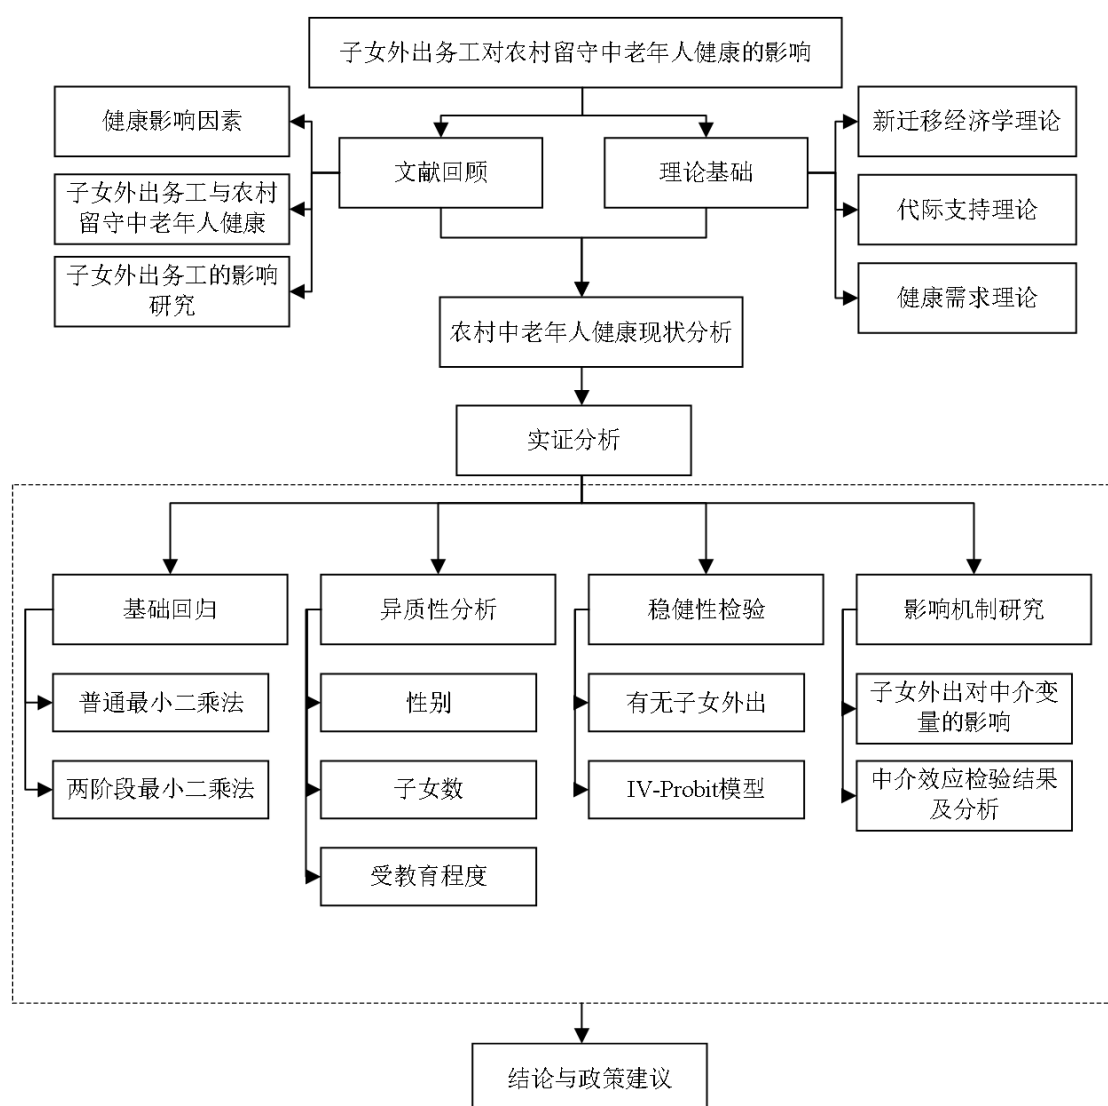 子女外出务工对农村留守中老年人健康的影响
健康影响因素
子女外出务工与农村
留守中老年人健康
子女外出务工的影响
研究
文献回顾
理论基础
新迁移经济学理论
代际支持理论
健康需求理论
农村中老年人健康现状分析
实证分析
基础回归
普通最小二乘法
两阶段最小二乘法
异质性分析
性别
子女数
受教育程度
稳健性检验
有无子女外出
IV-Probit模型
影响机制研究
子女外出对中介变
量的影响
中介效应检验结果
及分析
结论与政策建议